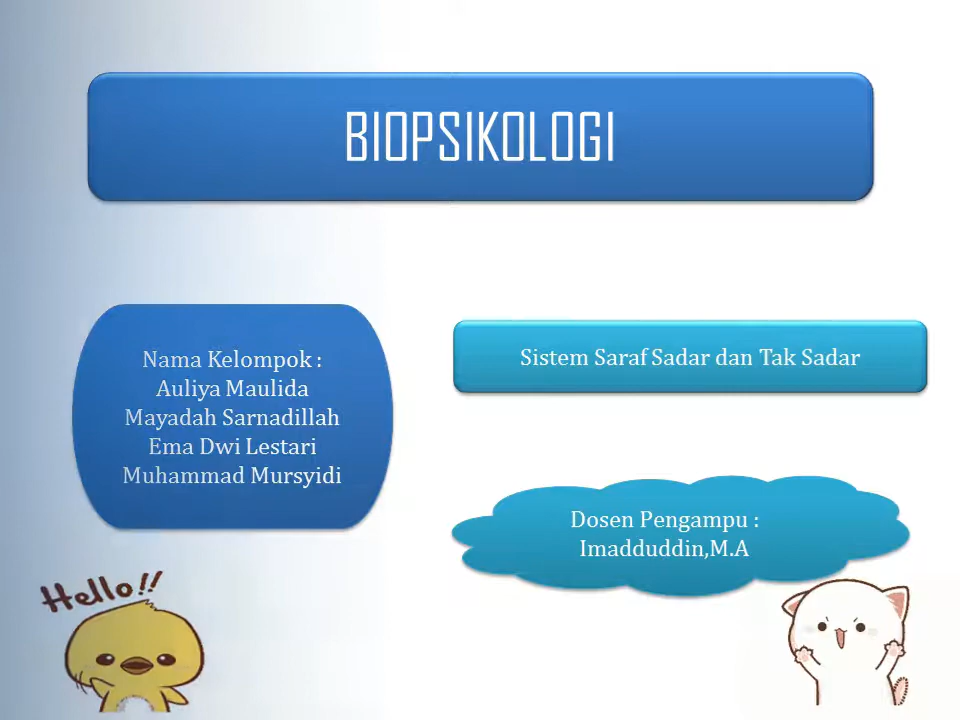 BIOPSIKOLOGI
Nama Kelompok :
Auliya Maulida
Mayadah Sarnadillah
Ema Dwi Lestari
Muhammad Mursyidi
Sistem Saraf Sadar dan Tak Sadar
Dosen Pengampu :
Imadduddin,M.A
Hello!!